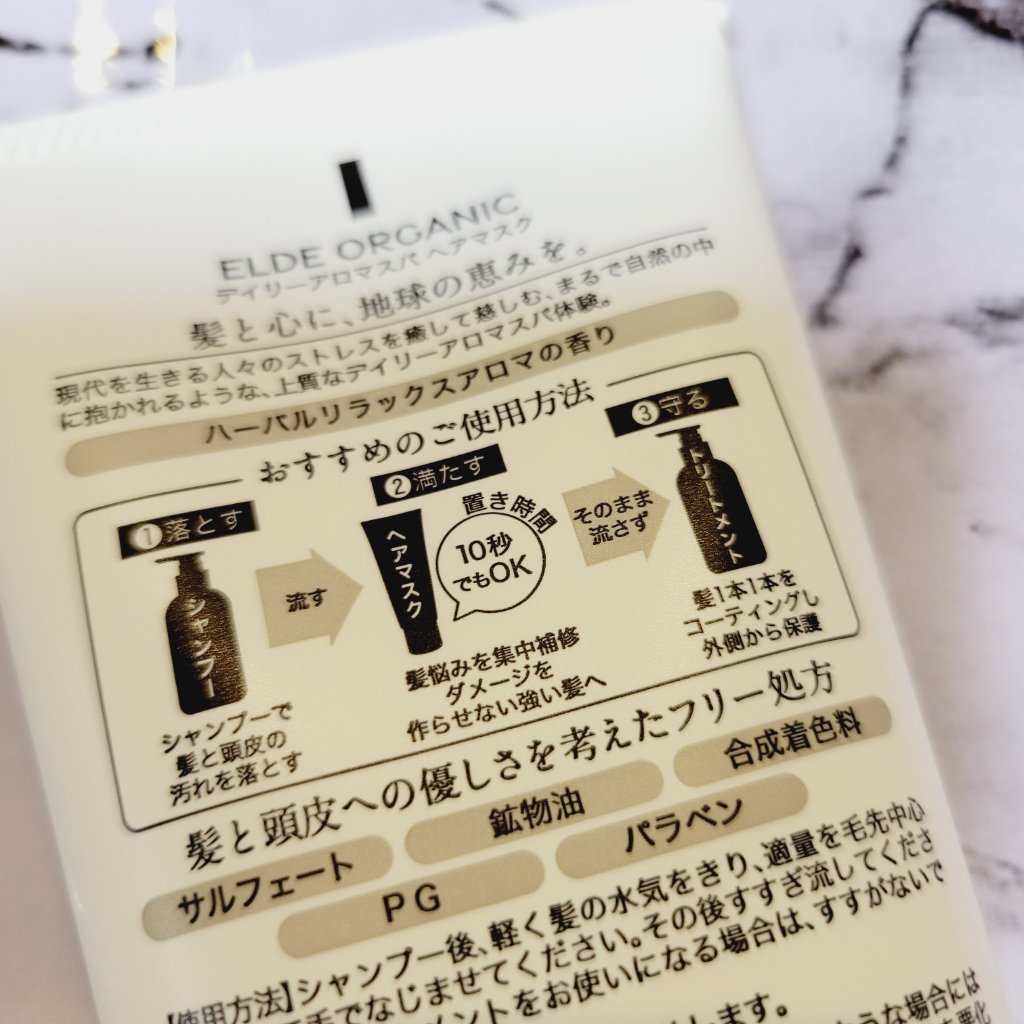 ELDE ORGANIC
デイリーアロマスパ ヘアマスク
髪と心に、地球の恵みを。
現代を生きる人々のストレスを癒して慈しむ、まるで自然の中
に抱かれるような、上質なデイリーアロマスパ体験。
ハーバルリラックスアロマの香り
おすすめのご使用方法
①落とす
シャンプー
流す
シャンプーで
髪と頭皮の
汚れを落とす
②満たす
ヘアマスク
置き時間
10秒
でもOK
髪悩みを集中補修
ダメージを
作らせない強い髪へ
そのまま
流さず
③守る
トリートメント
髪1本1本を
コーティングし
外側から保護
髪と頭皮への優しさを考えたフリー処方
サルフェート
鉱物油
合成着色料
PG
パラベン
【使用方法】シャンプー後、軽く髪の水気をきり、適量を毛先中心
手でなじませてください。その後すすぎ流してくださ
メントをお使いになる場合は、すすがないで
します。
ような場合には
悪化